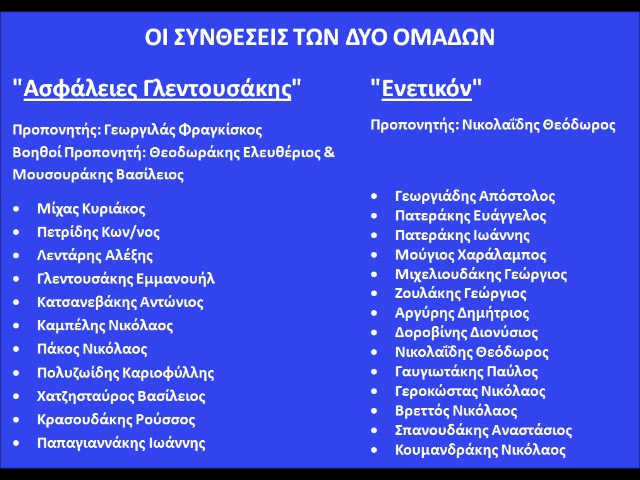 ΟΙ ΣΥΝΘΕΣΕΙΣ ΤΩΝ ΔΥΟ ΟΜΑΔΩΝ
"Ασφάλειες Γλεντουσάκης"
Προπονητής: Γεωργιλάς Φραγκίσκος
Βοηθοί Προπονητή: Θεοδωράκης Ελευθέριος &
Μουσουράκης Βασίλειος
• Μίχας Κυριάκος
• Πετρίδης Κων/νος
• Λεντάρης Αλέξης
• Γλεντουσάκης Εμμανουήλ
• Κατσανεβάκης Αντώνιος
• Καμπέλης Νικόλαος
• Πάκος Νικόλαος
• Πολυζωίδης Καριοφύλλης
• Χατζησταύρος Βασίλειος
• Κρασουδάκης Ρούσσος
• Παπαγιαννάκης Ιωάννης
"Ενετικόν"
Προπονητής: Νικολαΐδης Θεόδωρος
• Γεωργιάδης Απόστολος
• Πατεράκης Ευάγγελος
• Πατεράκης Ιωάννης
• Μούγιος Χαράλαμπος
• Μιχελιουδάκης Γεώργιος
• Ζουλάκης Γεώργιος
• Αργύρης Δημήτριος
• Δοροβίνης Διονύσιος
• Νικολαΐδης Θεόδωρος
• Γαυγιωτάκης Παύλος
• Γεροκώστας Νικόλαος
• Βρεττός Νικόλαος
• Σπανουδάκης Αναστάσιος
• Κουμανδράκης Νικόλαος